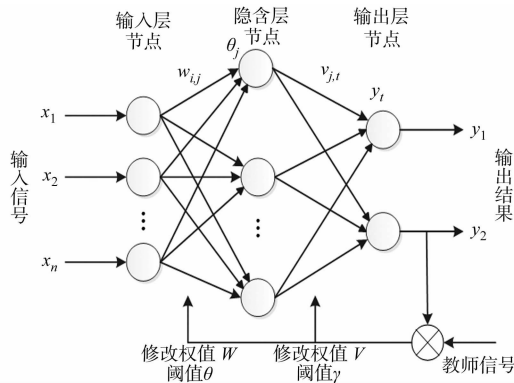 输入层
节点
隐含层
节点
输出层
节点
θj
wi,j
vj,t
yt
x1
y1
输入信号
x2
输出结果
⋮
⋮
xn
y2
修改权值 W
阈值θ
修改权值 V
阈值γ
教师信号